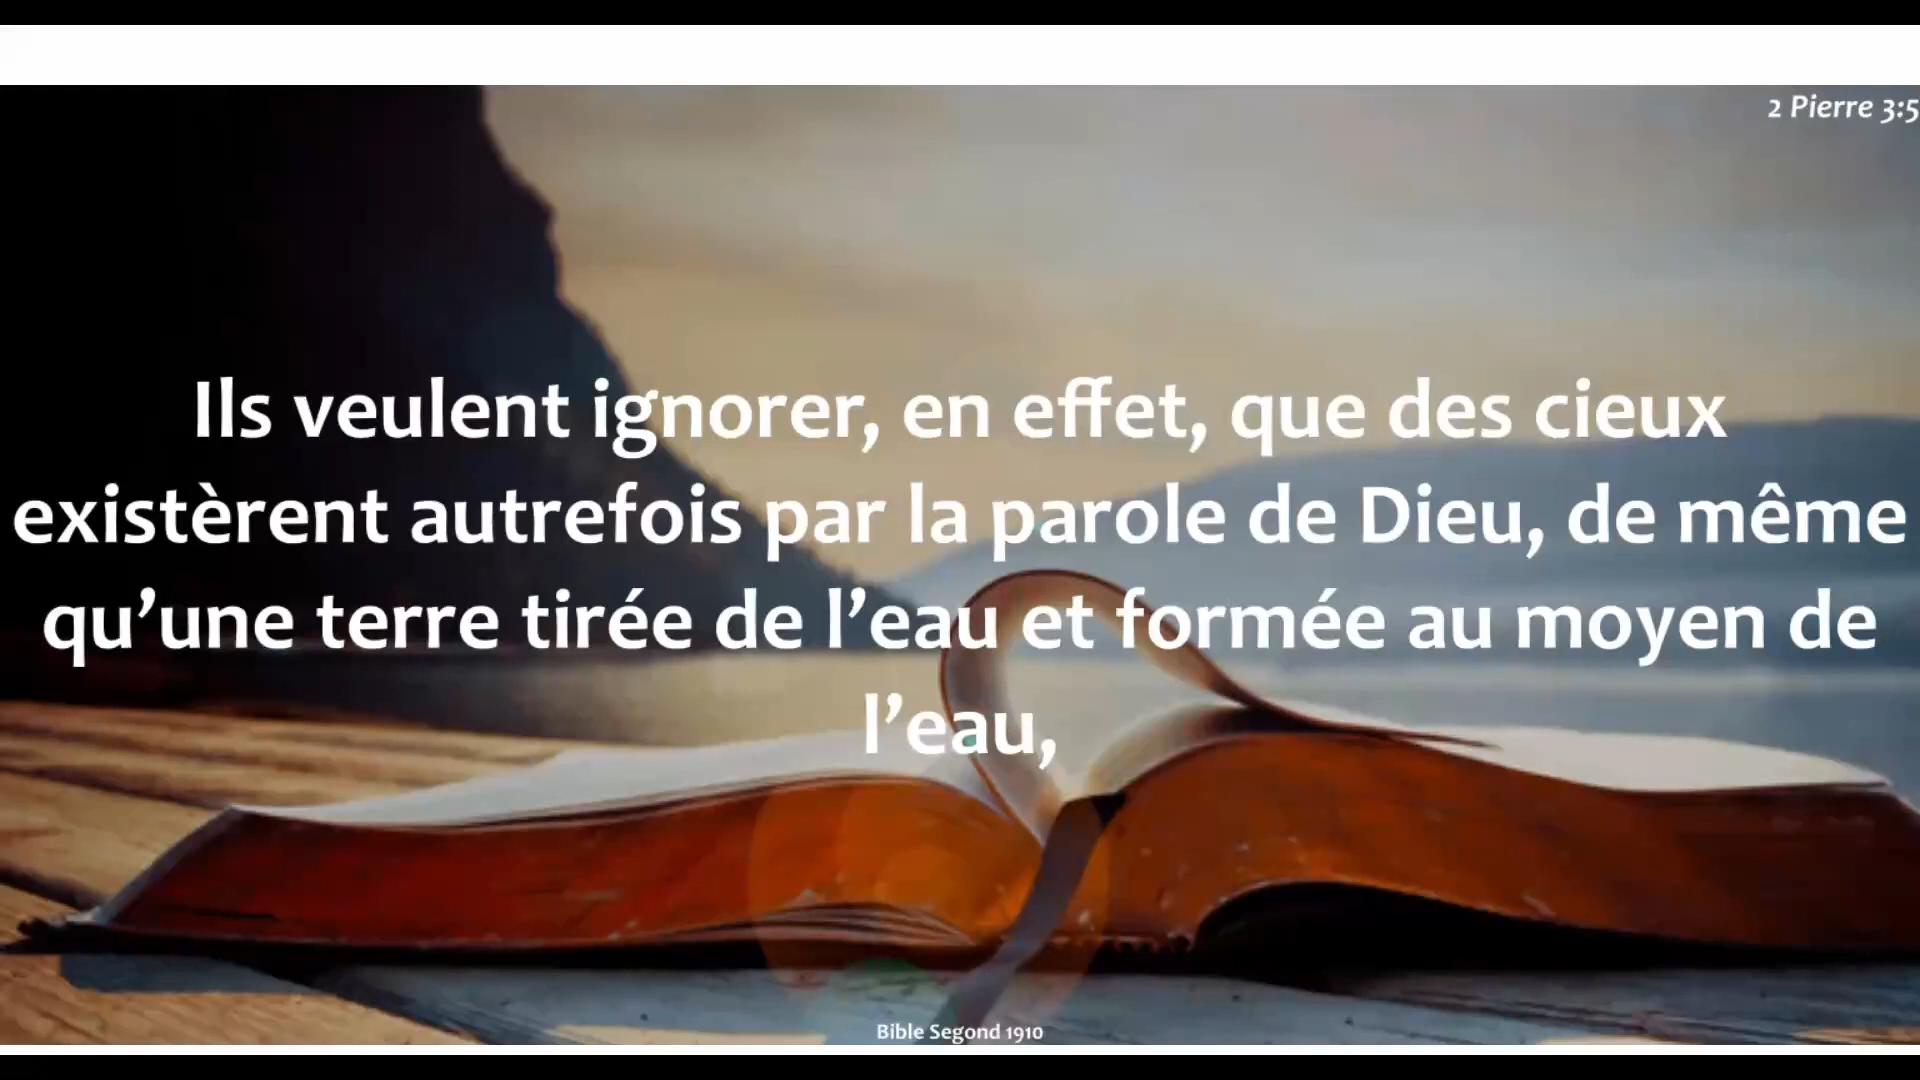 2 Pierre 3:5
Ils veulent ignorer, en effet, que des cieux
existèrent autrefois par la parole de Dieu, de même
qu’une terre tirée de l’eau et formée au moyen de
l’eau,
Bible Segond 1910